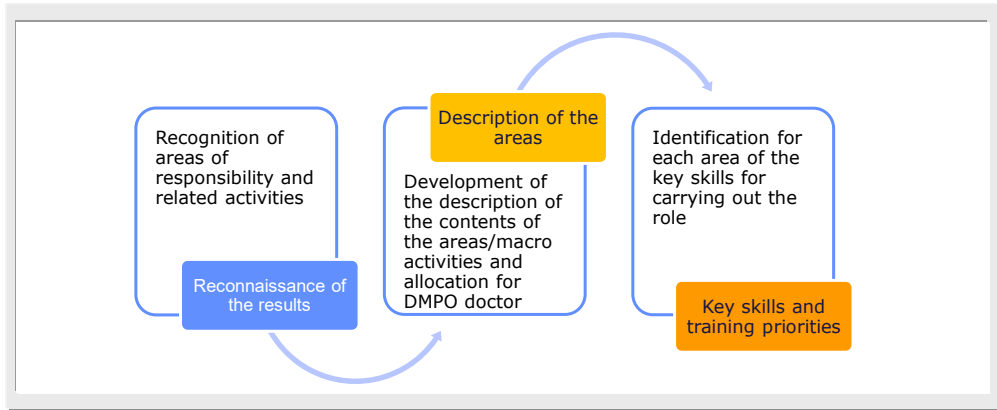 Recognition of
areas of
responsibility and
related activities
Reconnaissance of
the results
Description of the
areas
Development of
the description of
the contents of
the areas/macro
activities and
allocation for
DMPO doctor
Identification for
each area of the
key skills for
carrying out the
role
Key skills and
training priorities